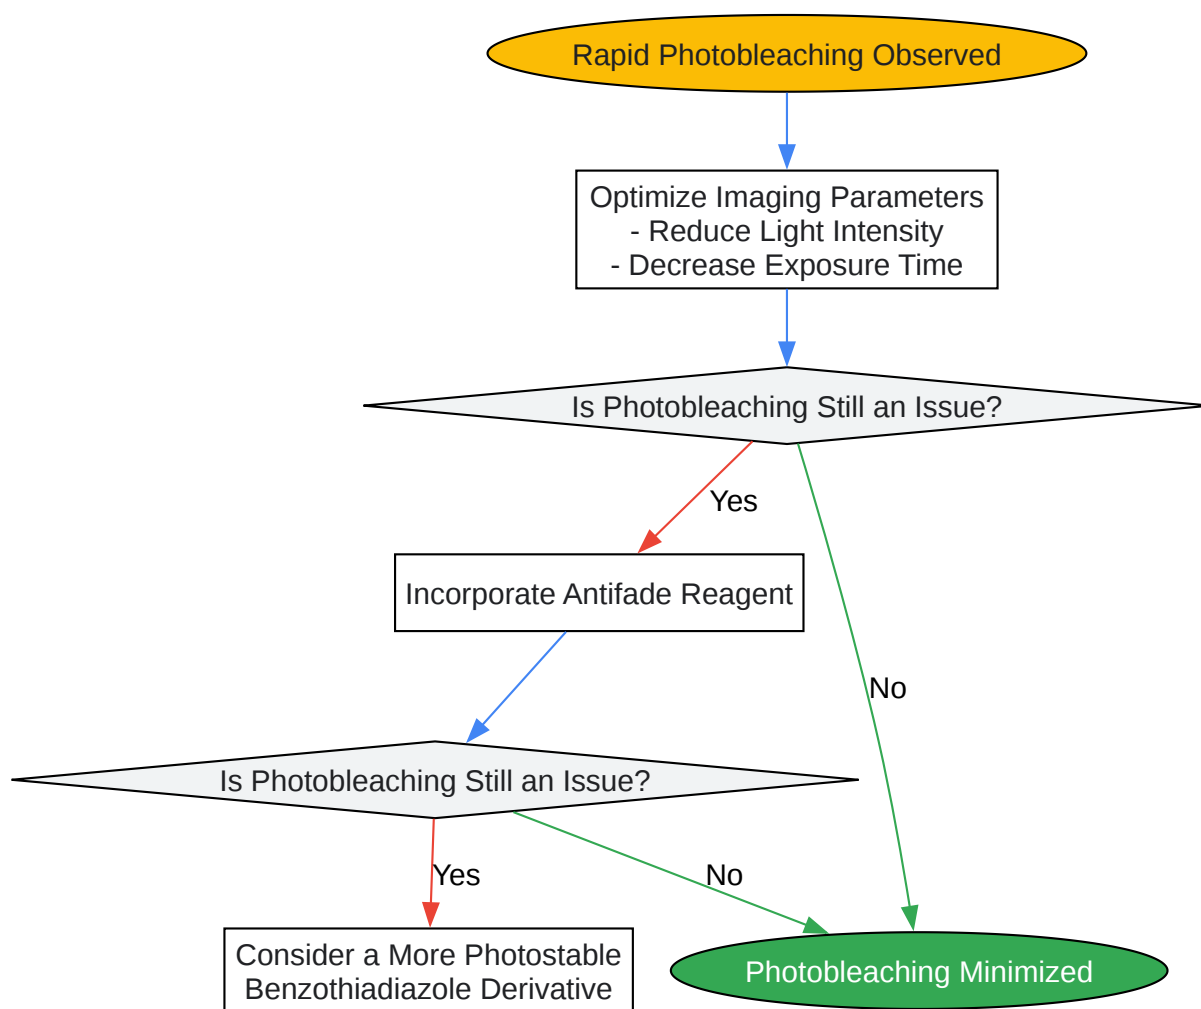 Rapid Photobleaching Observed
Optimize Imaging Parameters
- Reduce Light Intensity
- Decrease Exposure Time
Is Photobleaching Still an Issue?
Yes
Incorporate Antifade Reagent
No
Is Photobleaching Still an Issue?
Yes
No
Consider a More Photostable
Benzothiadiazole Derivative
Photobleaching Minimized